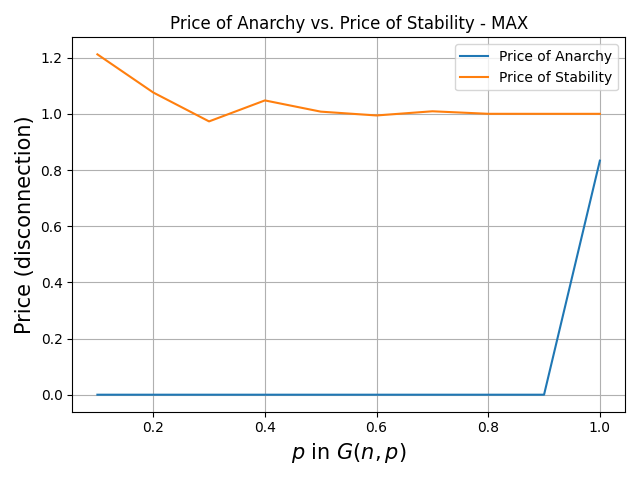 Price of Anarchy vs. Price of Stability - MAX
Price of Anarchy
Price of Stability
Price (disconnection)
1.2
1.0
0.8
0.6
0.4
0.2
0.0
0.2 0.4 0.6 0.8 1.0
p in G(n, p)